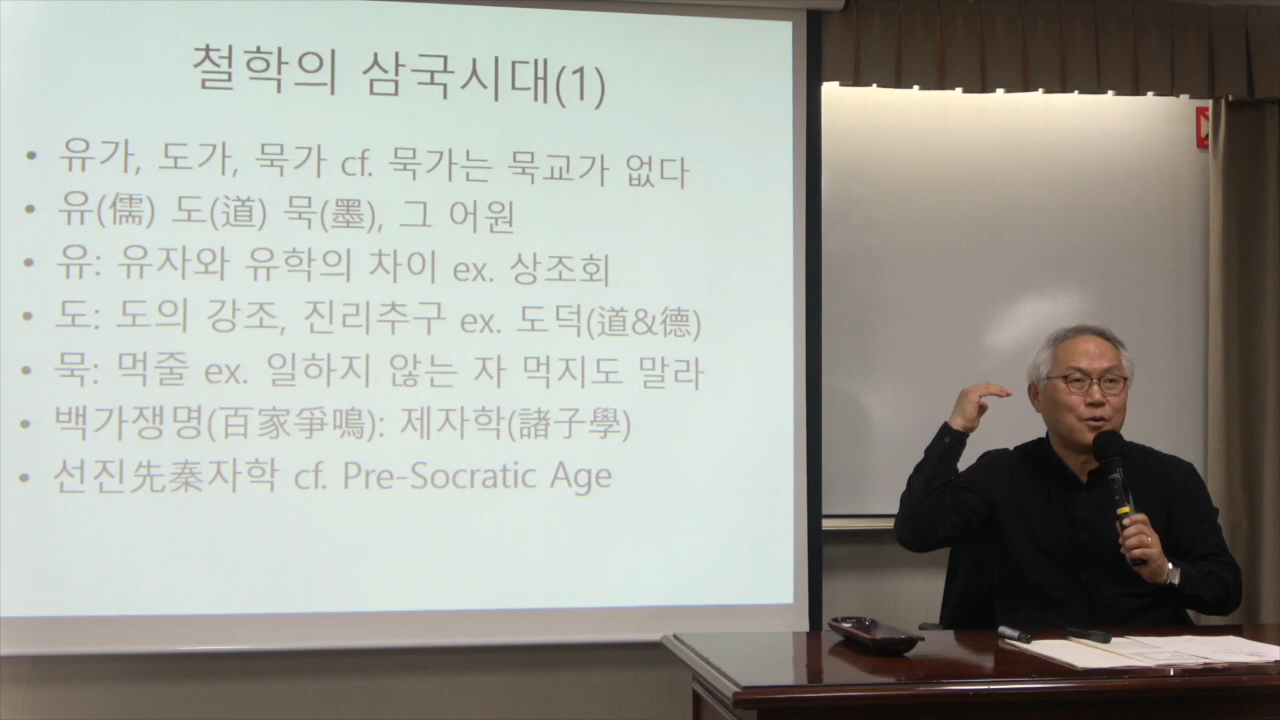 철학의 삼국시대(1)
• 유가, 도가, 묵가 cf. 묵가는 묵교가 없다
• 유(儒) 도(道) 묵(墨), 그 어원
• 유: 유자와 유학의 차이 ex. 상조회
• 도: 도의 강조, 진리추구 ex. 도덕(道&德)
• 묵: 먹줄 ex. 일하지 않는 자 먹지도 말라
• 백가쟁명(百家爭鳴): 제자학(諸子學)
• 선진先秦자학 cf. Pre-Socratic Age